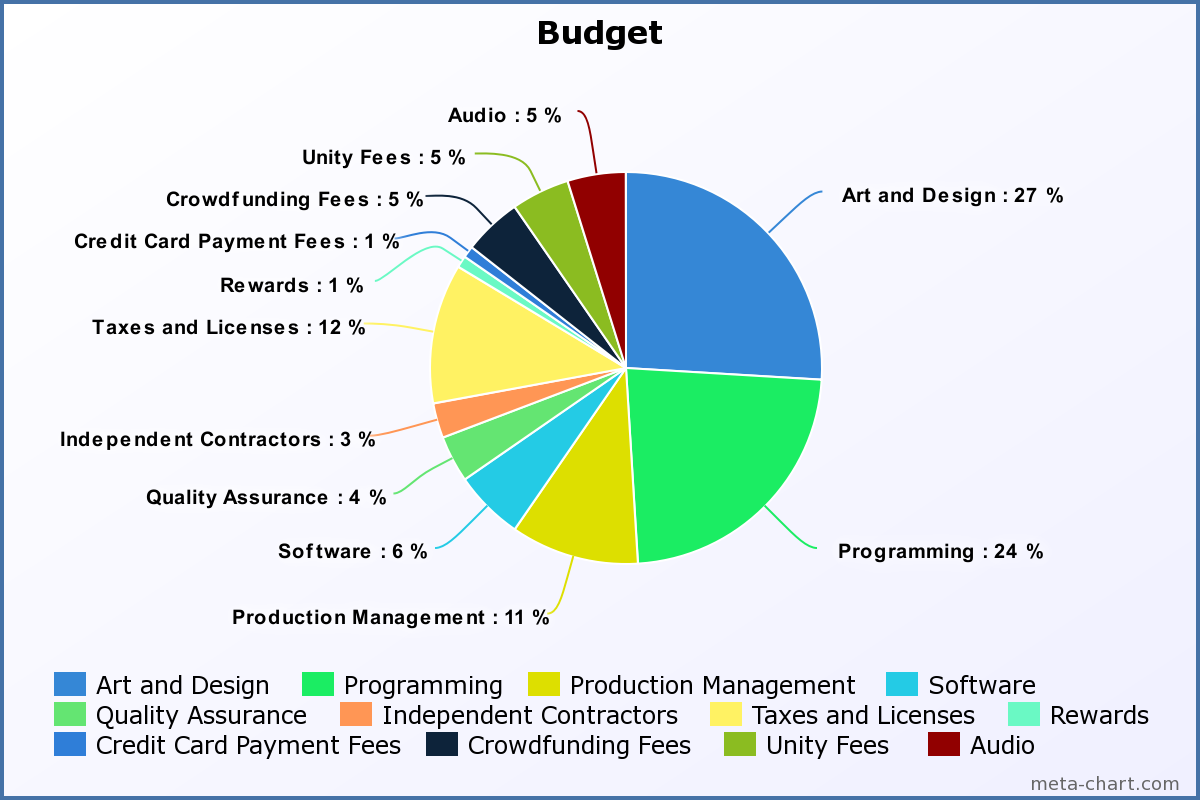 Budget
Audio : 5 %
Unity Fees : 5 %
Crowdfunding Fees : 5 %
Art and Design : 27 %
Credit Card Payment Fees : 1 %
Rewards : 1 %
Taxes and Licenses : 12 %
Independent Contractors : 3 %
Quality Assurance : 4 %
Software : 6 %
Programming : 24 %
Production Management : 11 %
Art and Design Programming Production Management Software
Quality Assurance Independent Contractors Taxes and Licenses Rewards
Credit Card Payment Fees Crowdfunding Fees Unity Fees Audio
meta-chart.com